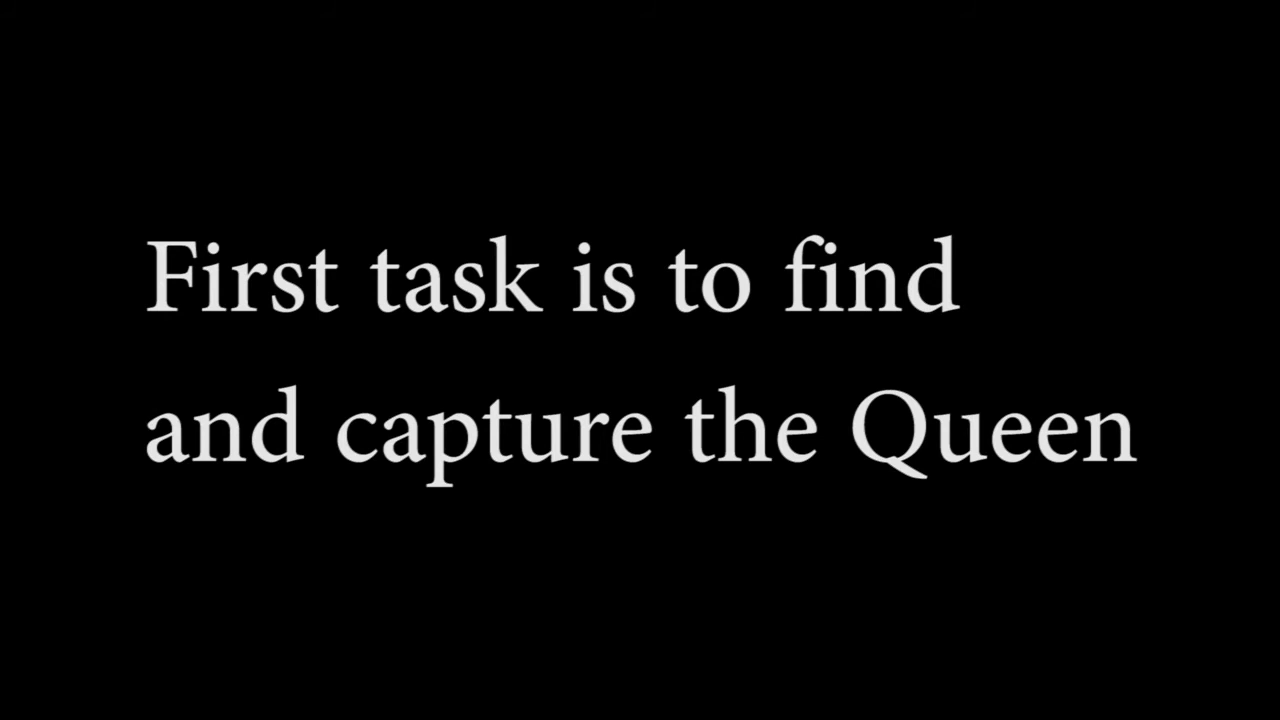 First task is to find
and capture the Queen